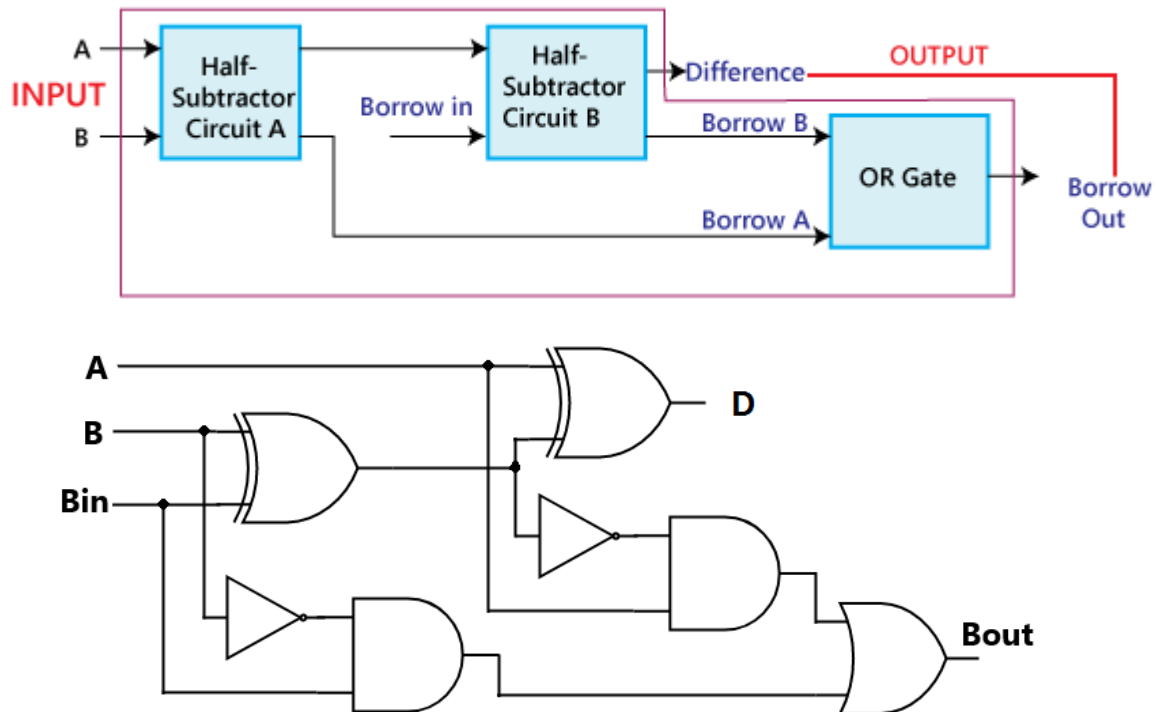 A
INPUT
B
Half-
Subtractor
Circuit A
Borrow in
Half-
Subtractor
Circuit B
Difference
OUTPUT
Borrow B
Borrow A
OR Gate
Borrow
Out
A
B
Bin
D
Bout